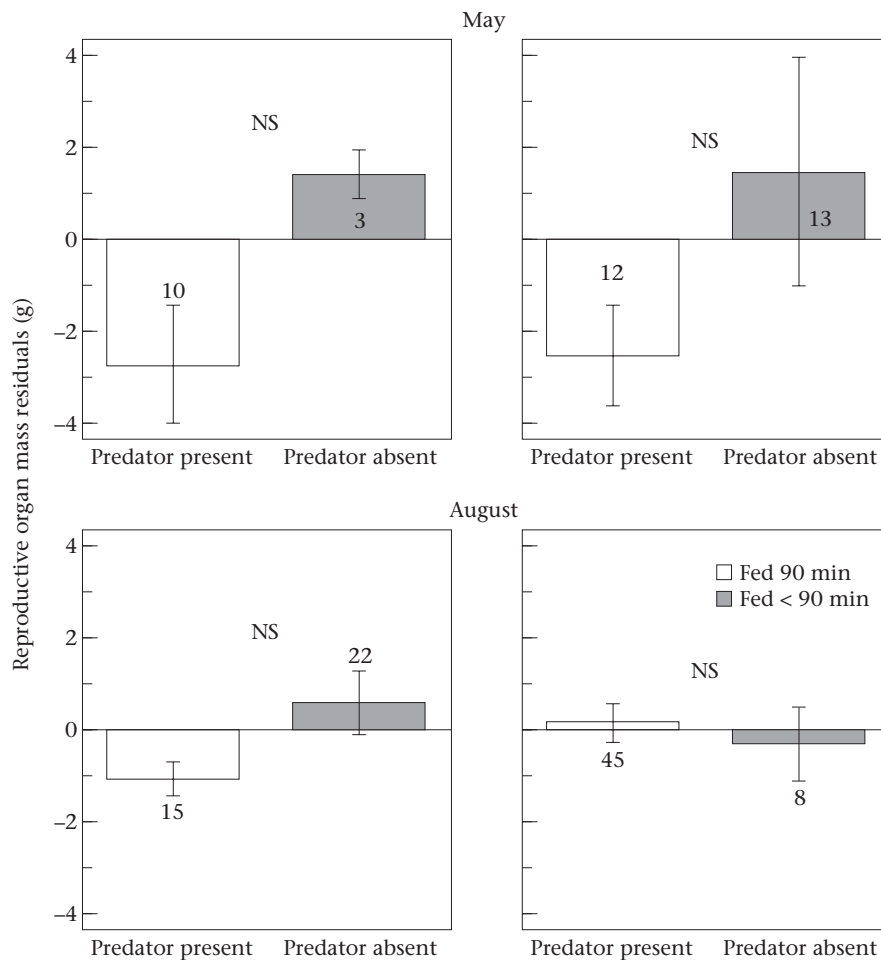 May
4
2
0
–2
–4
NS
3
10
NS
13
12
Predator present
Predator absent
Predator present
Predator absent
Reproductive organ mass residuals (g)
August
4
2
0
–2
–4
NS
22
15
Fed 90 min
Fed < 90 min
NS
45
8
Predator present
Predator absent
Predator present
Predator absent